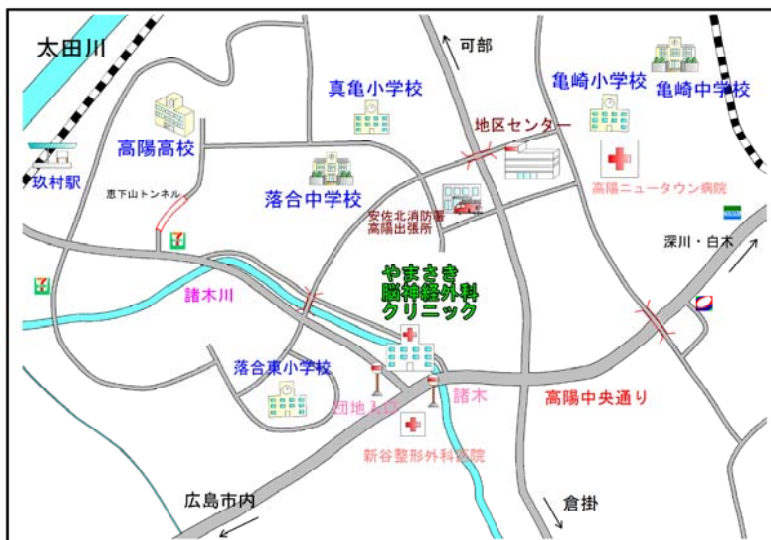 太田川
可部
真亀小学校
亀崎小学校
亀崎中学校
高陽高校
地区センター
玖村駅
恵下山トンネル
落合中学校
高陽ニュータウン病院
安佐北消防署
高陽出張所
深川・白木
やまさき
脳神経外科
クリニック
諸木川
落合東小学校
団地入口
諸木
高陽中央通り
新谷整形外科医院
広島市内
倉掛